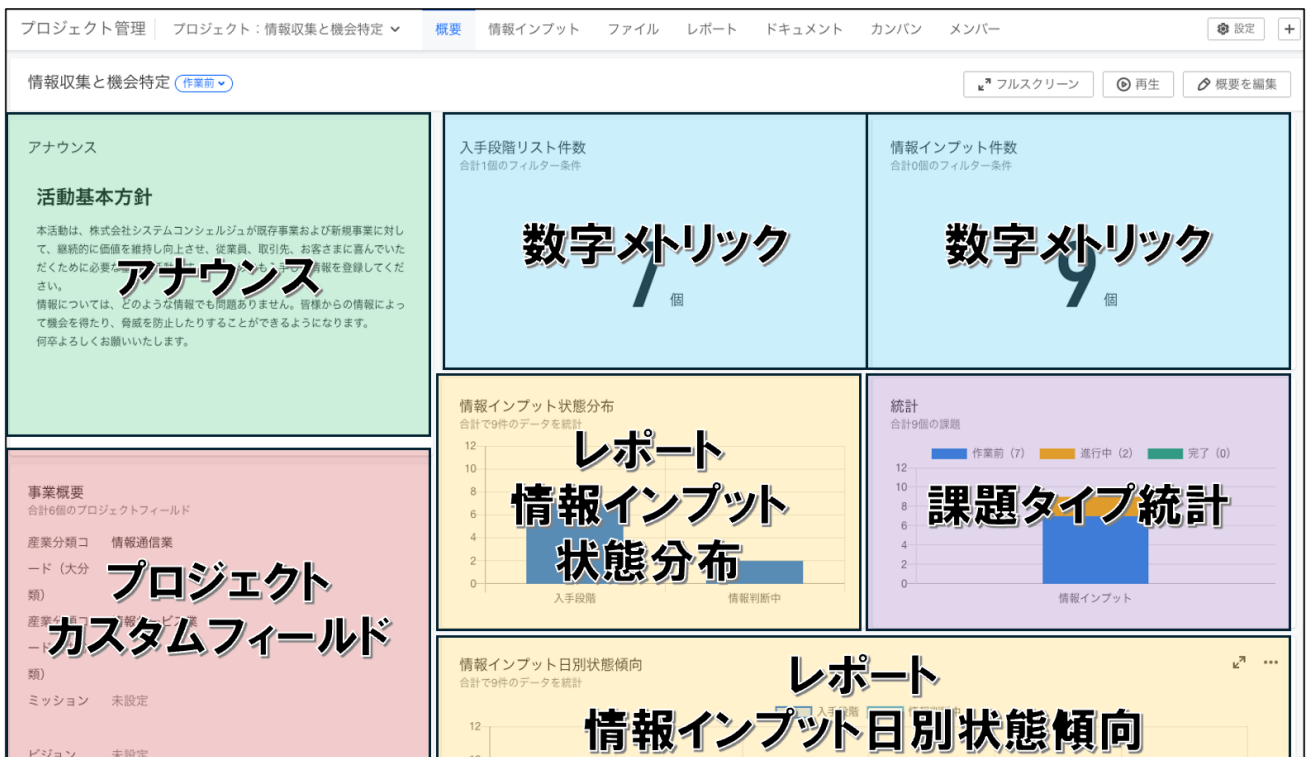 プロジェクト管理 プロジェクト：情報収集と機会特定 概要 情報インプット ファイル レポート ドキュメント カンバン メンバー 設定
情報収集と機会特定 作業前 フルスクリーン 再生 概要を編集
アナウンス
活動基本方針
本活動は、株式会社システムコンシェルジュが既存事業および新規事業に対し
て、継続的に価値を維持し向上させ、従業員、取引先、お客さまに喜んでいた
だくために必要な
情報を登録してくだ
さい。
情報については、どのような情報でも問題ありません。皆様からの情報によっ
て機会を得たり、脅威を防止したりすることができるようになります。
何卒よろしくお願いいたします。
アナウンス
入手段階リスト件数
合計1個のフィルター条件
数字メトリック
7 個
情報インプット件数
合計0個のフィルター条件
数字メトリック
9 個
事業概要
合計6個のプロジェクトフィールド
産業分類コ 情報通信業
ード（大分
類）
産業分類コ 情報サービス業
類）
ミッション 未設定
ビジョン 未設定
プロジェクト
カスタムフィールド
情報インプット状態分布
合計で9件のデータを統計
12
10
8
6
4
2
0
入手段階 情報判断中
レポート
情報インプット
状態分布
統計
合計9個の課題
作業前（7） 進行中（2） 完了（0）
12
10
8
6
4
2
0
情報インプット
課題タイプ統計
情報インプット日別状態傾向
合計で9件のデータを統計
入手段階 情報判断中
12
10
レポート
情報インプット日別状態傾向